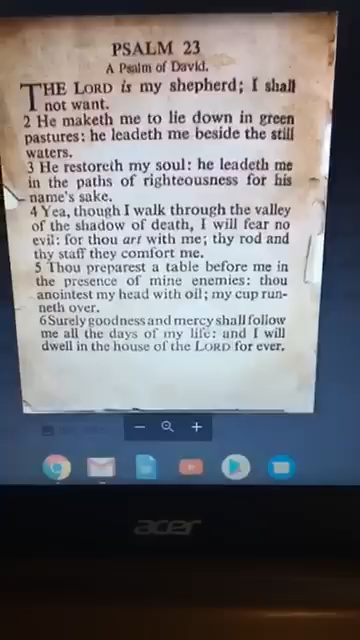 PSALM 23
A Psalm of David.
THE LORD is my shepherd; I shall
not want.
2 He maketh me to lie down in green
pastures: he leadeth me beside the still
waters.
3 He restoreth my soul: he leadeth me
in the paths of righteousness for his
name's sake.
4 Yea, though I walk through the valley
of the shadow of death, I will fear no
evil: for thou art with me; thy rod and
thy staff they comfort me.
5 Thou preparest a table before me in
the presence of mine enemies: thou
anointest my head with oil; my cup run-
neth over.
6 Surely goodness and mercy shall follow
me all the days of my life: and I will
dwell in the house of the LORD for ever.
acer